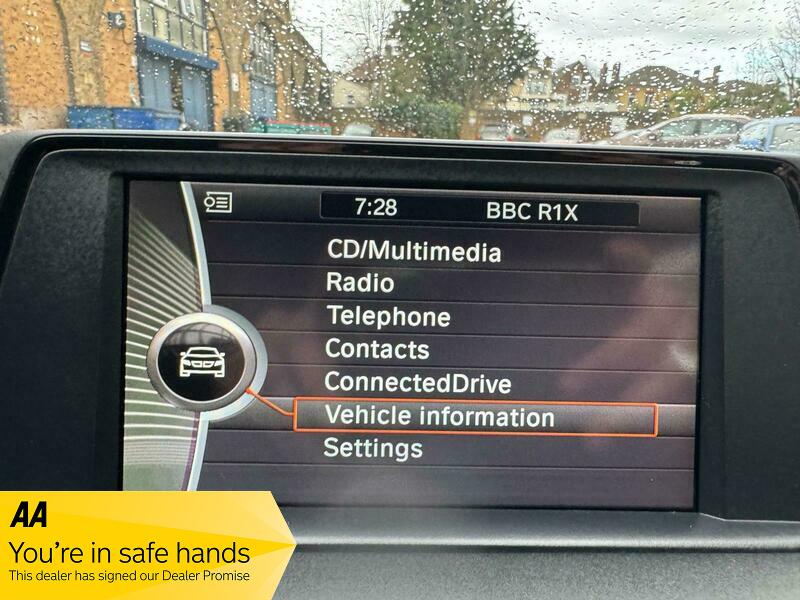 7:28 BBC R1X
CD/Multimedia
Radio
Telephone
Contacts
ConnectedDrive
Vehicle information
Settings
AA
You're in safe hands
This dealer has signed our Dealer Promise